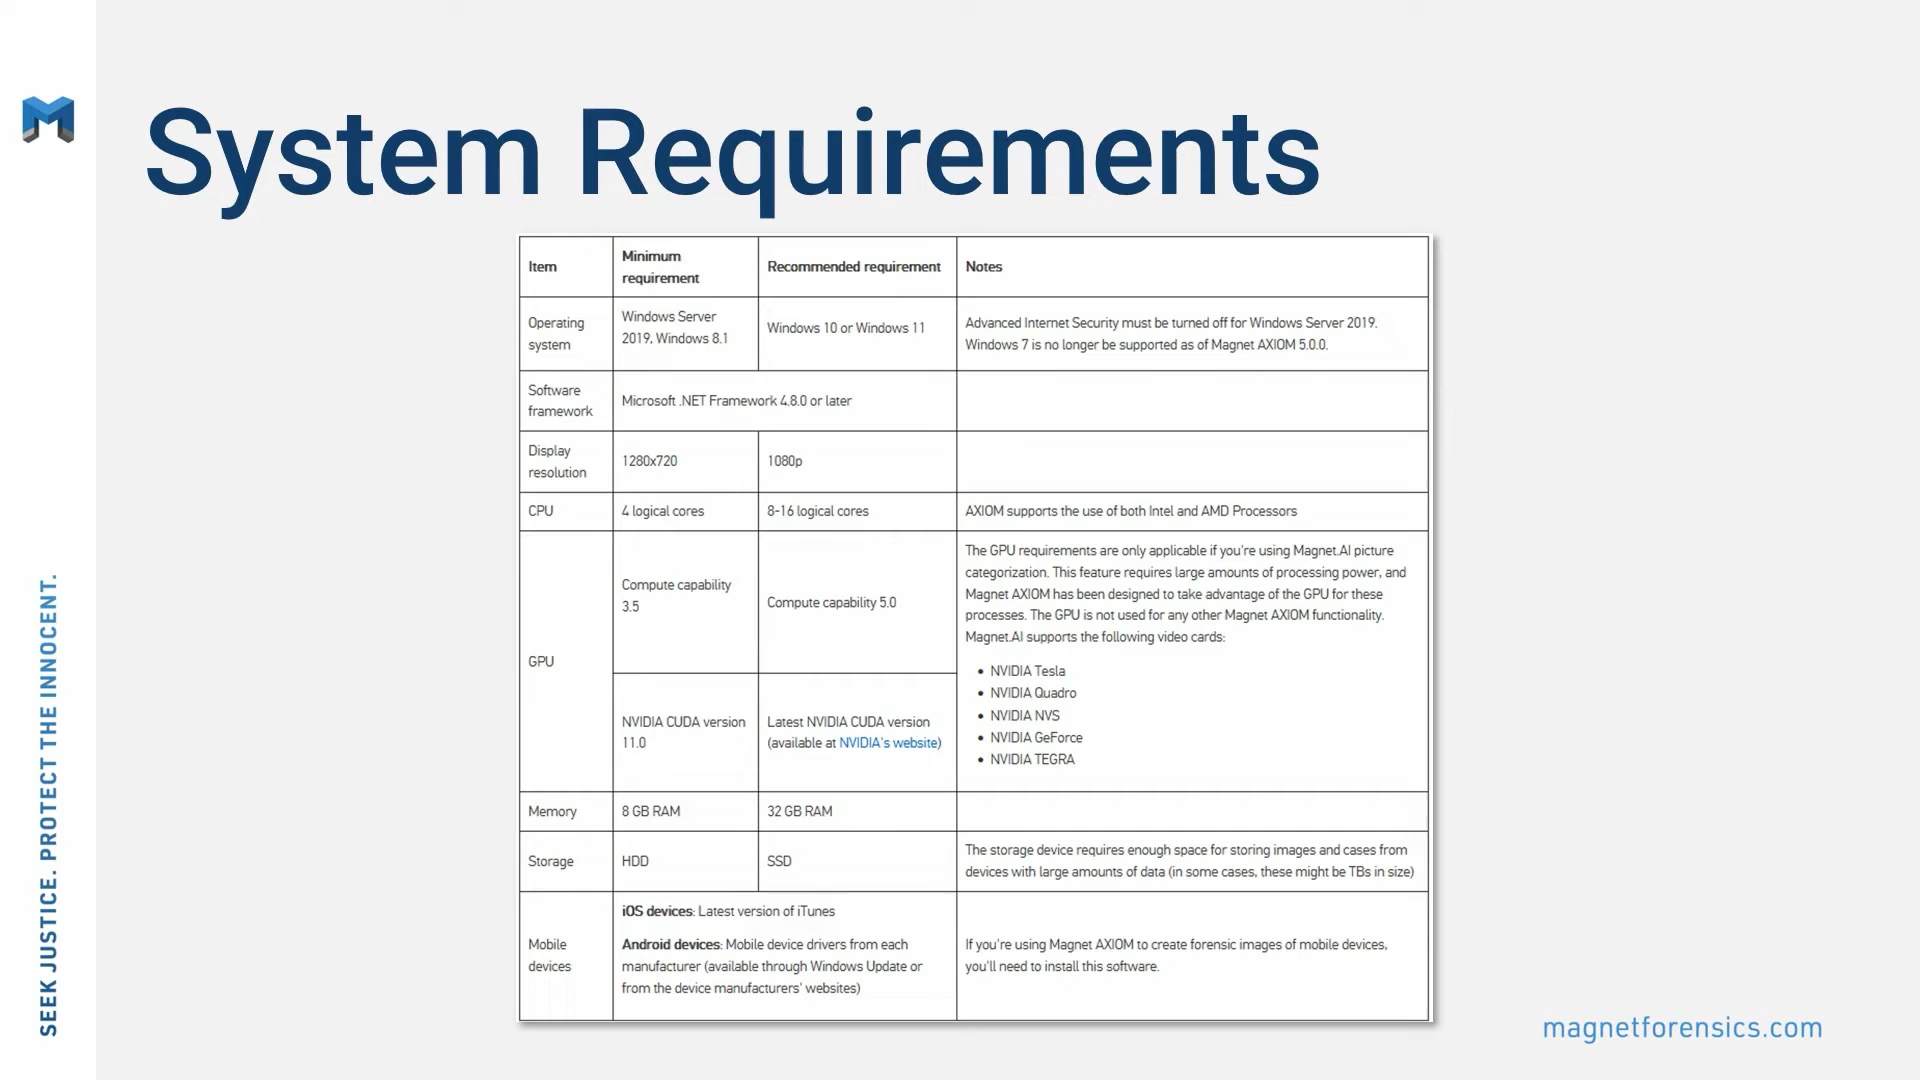 System Requirements
Item
Minimum
requirement
Recommended requirement
Notes
Operating
system
Windows Server
2019, Windows 8.1
Windows 10 or Windows 11
Advanced Internet Security must be turned off for Windows Server 2019.
Windows 7 is no longer be supported as of Magnet AXIOM 5.0.0.
Software
framework
Microsoft .NET Framework 4.8.0 or later
Display
resolution
1280x720
1080p
CPU
4 logical cores
8-16 logical cores
AXIOM supports the use of both Intel and AMD Processors
GPU
Compute capability
3.5
Compute capability 5.0
NVIDIA CUDA version
11.0
Latest NVIDIA CUDA version
(available at NVIDIA's website)
The GPU requirements are only applicable if you're using Magnet.AI picture
categorization. This feature requires large amounts of processing power, and
Magnet AXIOM has been designed to take advantage of the GPU for these
processes. The GPU is not used for any other Magnet AXIOM functionality.
Magnet.AI supports the following video cards:
• NVIDIA Tesla
• NVIDIA Quadro
• NVIDIA NVS
• NVIDIA GeForce
• NVIDIA TEGRA
Memory
8 GB RAM
32 GB RAM
Storage
HDD
SSD
The storage device requires enough space for storing images and cases from
devices with large amounts of data (in some cases, these might be TBs in size)
Mobile
devices
iOS devices: Latest version of iTunes
Android devices: Mobile device drivers from each
manufacturer (available through Windows Update or
from the device manufacturers' websites)
If you're using Magnet AXIOM to create forensic images of mobile devices,
you'll need to install this software.
SEEK JUSTICE. PROTECT THE INNOCENT.
magnetforensics.com